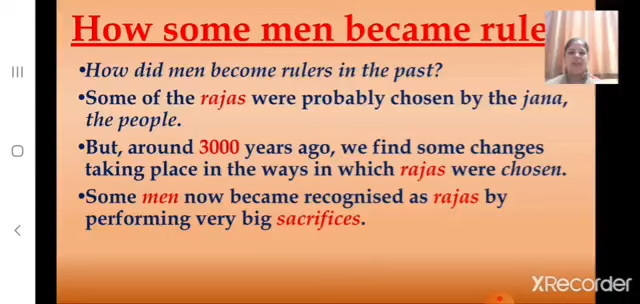 How some men became rule
•How did men become rulers in the past?
•Some of the rajas were probably chosen by the jana,
the people.
•But, around 3000 years ago, we find some changes
taking place in the ways in which rajas were chosen.
•Some men now became recognised as rajas by
performing very big sacrifices.
XRecorder